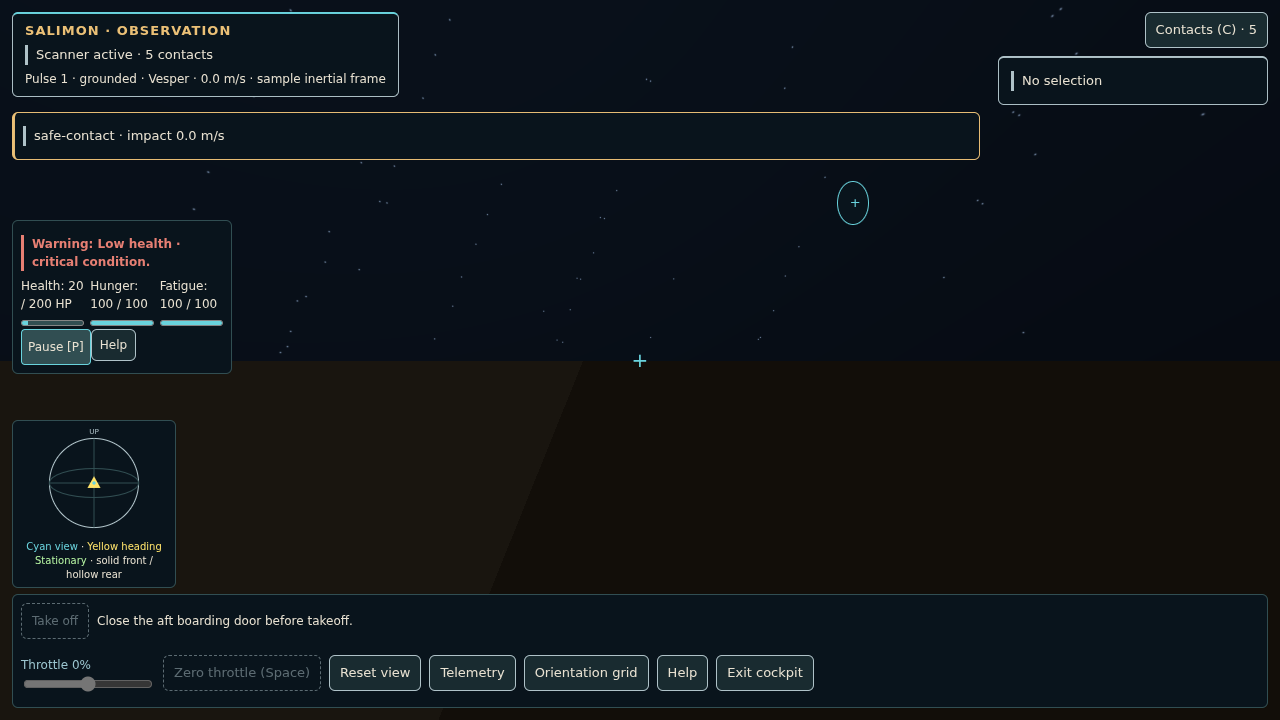 SALIMON · OBSERVATION
Scanner active · 5 contacts
Pulse 1 · grounded · Vesper · 0.0 m/s · sample inertial frame
Contacts (C) · 5
No selection
safe-contact · impact 0.0 m/s
Warning: Low health ·
critical condition.
Health: 20 / 200 HP
Hunger: 100 / 100
Fatigue: 100 / 100
Pause [P]
Help
UP
Cyan view · Yellow heading
Stationary · solid front /
hollow rear
Take off
Close the aft boarding door before takeoff.
Throttle 0%
Zero throttle (Space)
Reset view
Telemetry
Orientation grid
Help
Exit cockpit